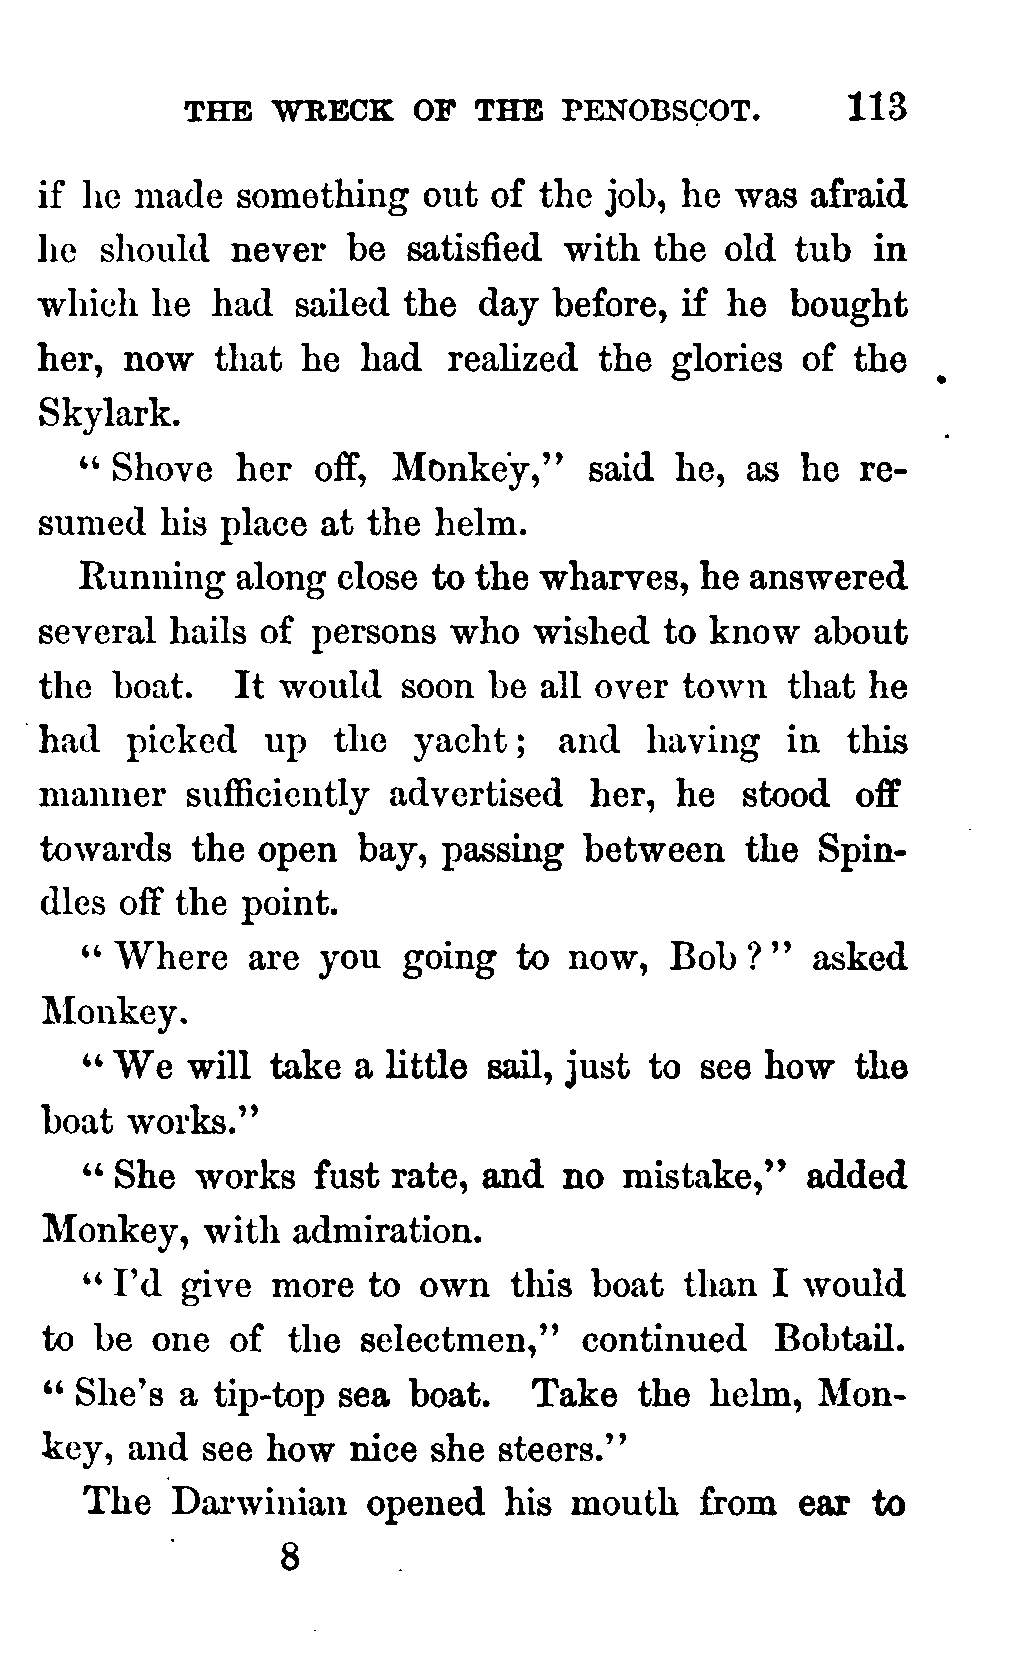 THE WRECK OF THE PENOBSCOT. 113
if he made something out of the job, he was afraid
he should never be satisfied with the old tub in
which he had sailed the day before, if he bought
her, now that he had realized the glories of the
Skylark.
"Shove her off, Monkey," said he, as he re-
sumed his place at the helm.
Running along close to the wharves, he answered
several hails of persons who wished to know about
the boat. It would soon be all over town that he
had picked up the yacht; and having in this
manner sufficiently advertised her, he stood off
towards the open bay, passing between the Spin-
dles off the point.
"Where are you going to now, Bob?" asked
Monkey.
"We will take a little sail, just to see how the
boat works."
"She works fust rate, and no mistake," added
Monkey, with admiration.
"I'd give more to own this boat than I would
to be one of the selectmen," continued Bobtail.
"She's a tip-top sea boat. Take the helm, Mon-
key, and see how nice she steers."
The Darwinian opened his mouth from ear to
8